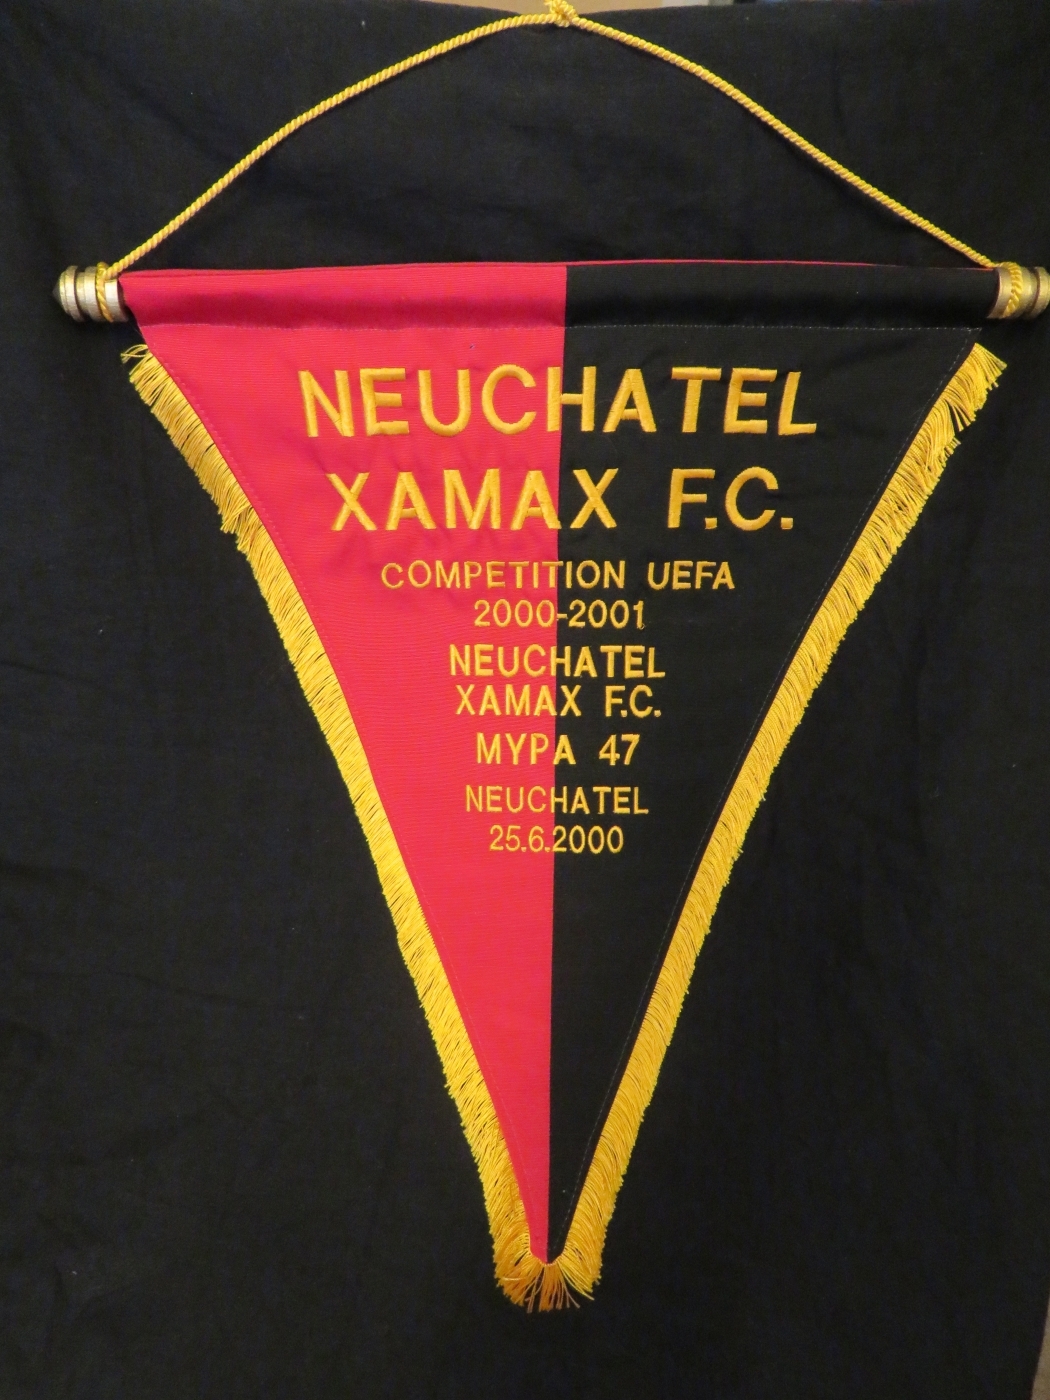 NEUCHATEL
XAMAX F.C.
COMPETITION UEFA
2000-2001
NEUCHATEL
XAMAX F.C.
MYPA 47
NEUCHATEL
25.6.2000